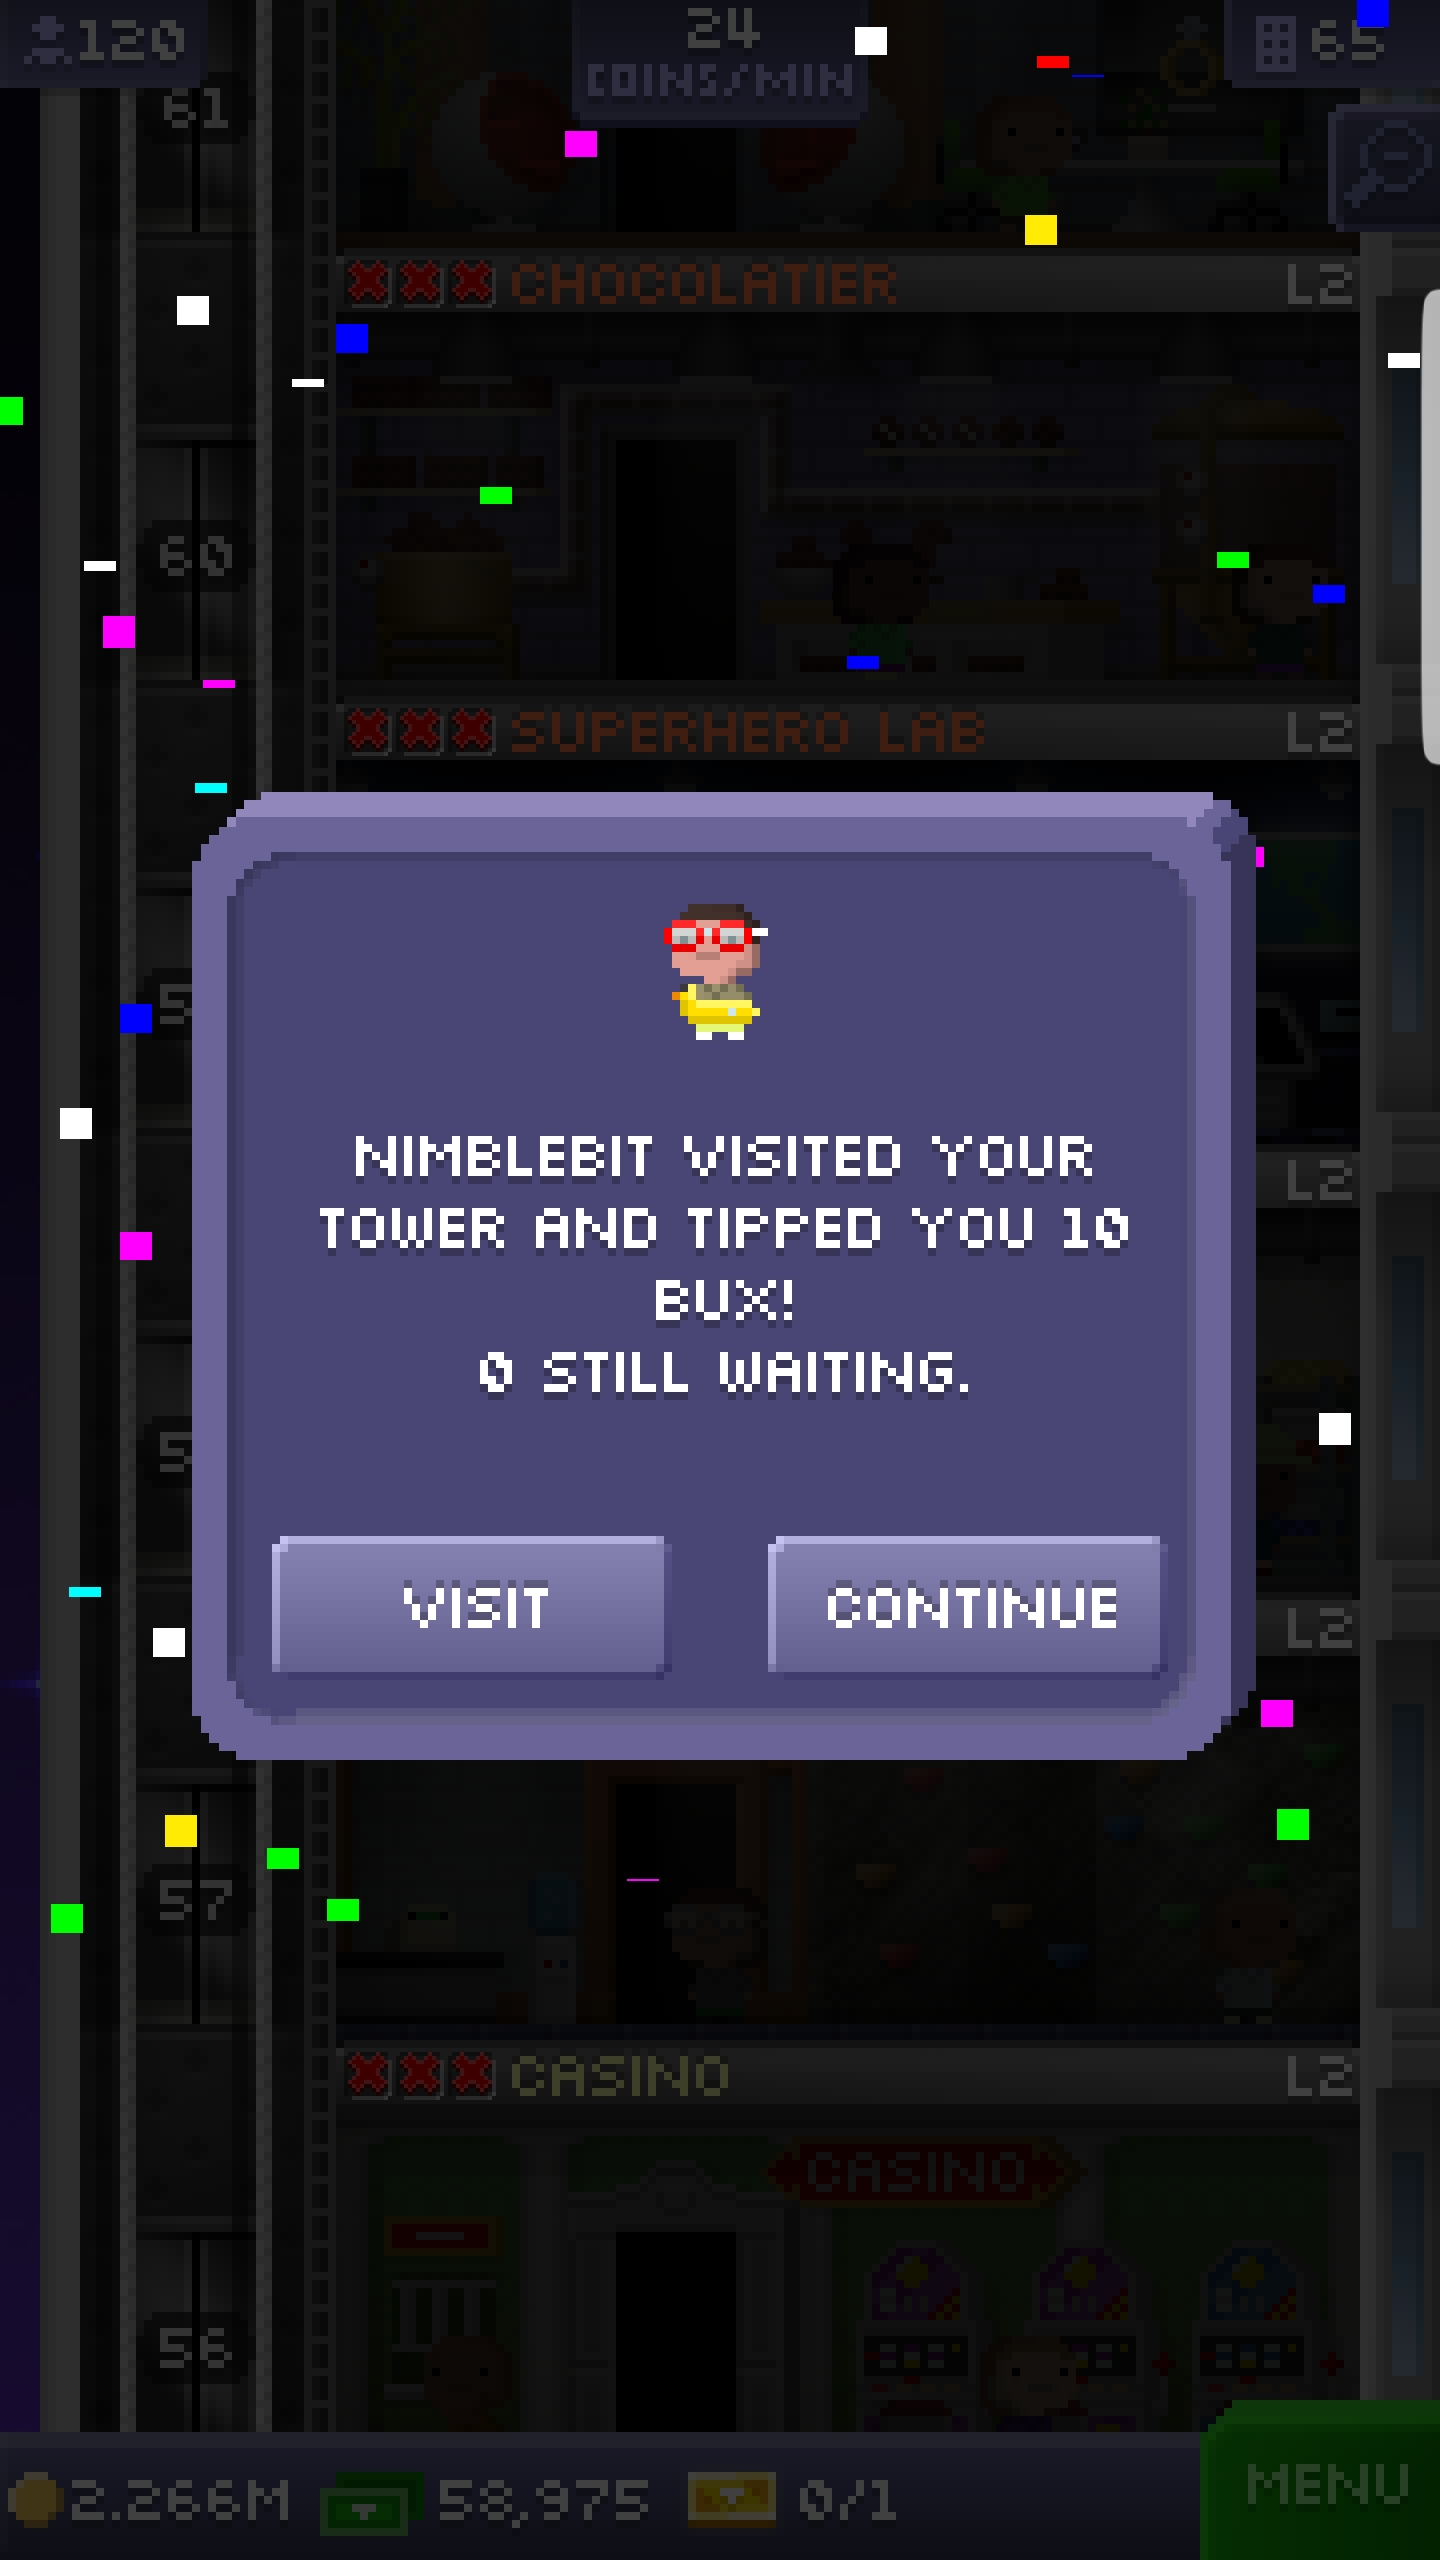 120
24
COINS/MIN
65
61
CHOCOLATIER L2
60
SUPERHERO LAB L2
NIMBLEBIT VISITED YOUR
TOWER AND TIPPED YOU 10
BUX!
0 STILL WAITING.
L2
VISIT
CONTINUE
L2
57
CASINO L2
CASINO
56
2.266M
58,975
0/1
MENU